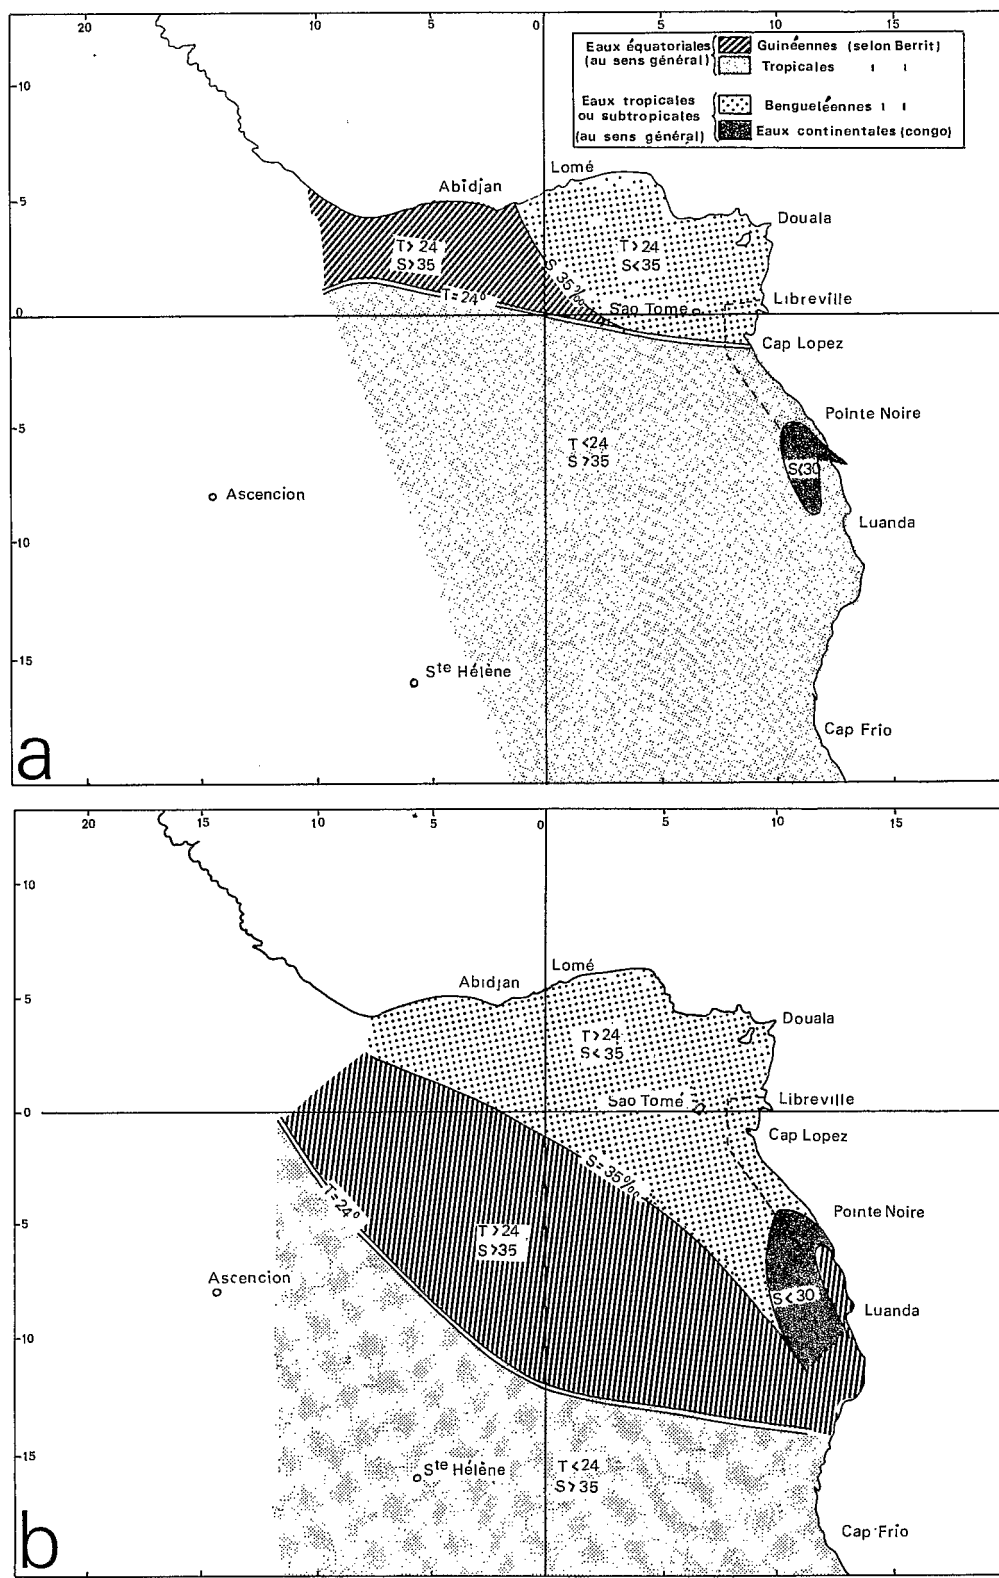 20 10 5 0 5 10 15
Eaux équatoriales
(au sens général)
Guinéennes (selon Berrit)
Tropicales ı ı
Eaux tropicales
ou subtropicales
(au sens général)
Bengueléennes ı ı
Eaux continentales (congo)
10
5
0
5
10
15
Lomé
Abidjan
Douala
T > 24
S > 35
T > 24
S < 35
S 35‰
T = 24°
Sao Tome
Libreville
Cap Lopez
Pointe Noire
T < 24
S > 35
S < 30
Ascencion
Luanda
Ste Hélène
Cap Frio
a
20 15 10 5 0 5 10 15
10
5
0
5
10
15
Lomé
Abidjan
Douala
T > 24
S < 35
Sao Tomé
Libreville
Cap Lopez
S = 35‰
T = 24°
Pointe Noire
T > 24
S > 35
Ascencion
S < 30
Luanda
Ste Hélène
T < 24
S > 35
Cap Frio
b